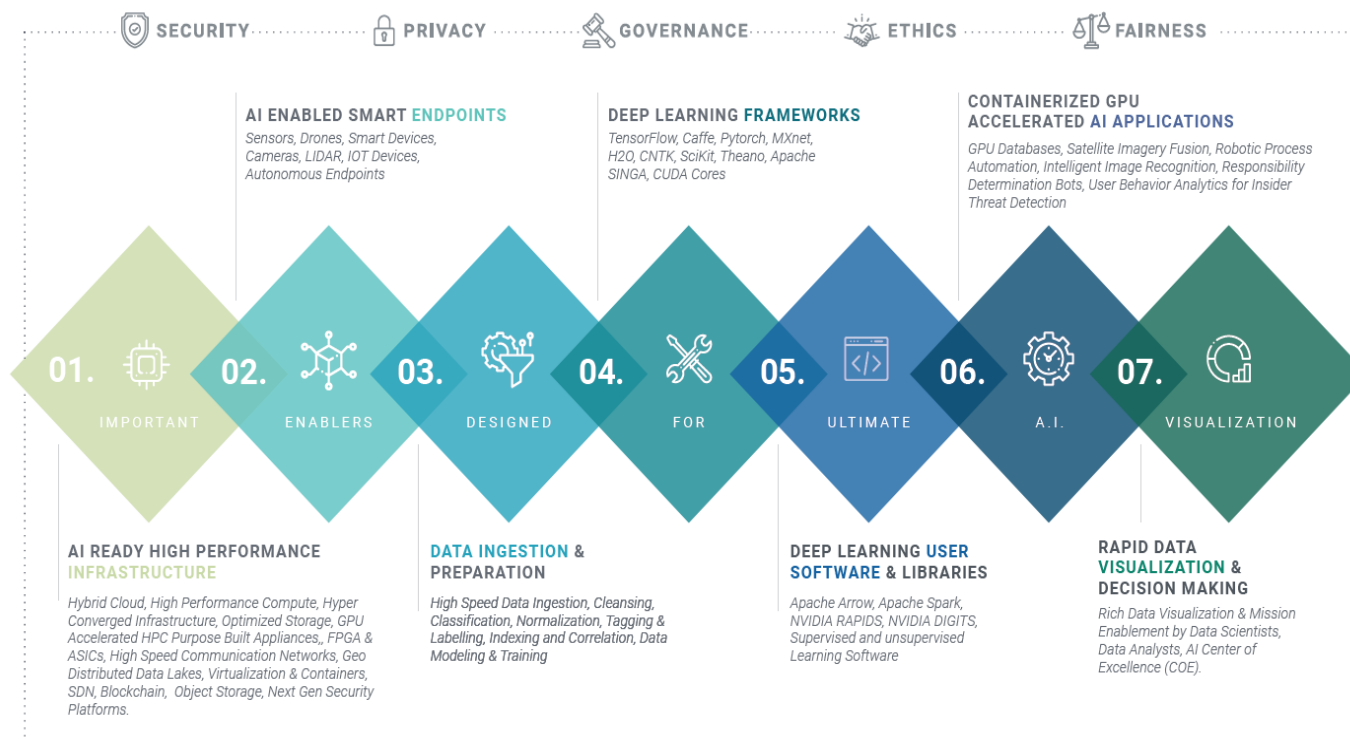 SECURITY
PRIVACY
GOVERNANCE
ETHICS
FAIRNESS
AI ENABLED SMART ENDPOINTS
Sensors, Drones, Smart Devices,
Cameras, LIDAR, IOT Devices,
Autonomous Endpoints
DEEP LEARNING FRAMEWORKS
TensorFlow, Caffe, Pytorch, MXnet,
H2O, CNTK, SciKit, Theano, Apache
SINGA, CUDA Cores
CONTAINERIZED GPU
ACCELERATED AI APPLICATIONS
GPU Databases, Satellite Imagery Fusion, Robotic Process
Automation, Intelligent Image Recognition, Responsibility
Determination Bots, User Behavior Analytics for Insider
Threat Detection
01.
IMPORTANT
02.
ENABLERS
03.
DESIGNED
04.
FOR
05.
</>
ULTIMATE
06.
A.I.
07.
VISUALIZATION
AI READY HIGH PERFORMANCE
INFRASTRUCTURE
Hybrid Cloud, High Performance Compute, Hyper
Converged Infrastructure, Optimized Storage, GPU
Accelerated HPC Purpose Built Appliances,, FPGA &
ASICs, High Speed Communication Networks, Geo
Distributed Data Lakes, Virtualization & Containers,
SDN, Blockchain, Object Storage, Next Gen Security
Platforms.
DATA INGESTION &
PREPARATION
High Speed Data Ingestion, Cleansing,
Classification, Normalization, Tagging &
Labelling, Indexing and Correlation, Data
Modeling & Training
DEEP LEARNING USER
SOFTWARE & LIBRARIES
Apache Arrow, Apache Spark,
NVIDIA RAPIDS, NVIDIA DIGITS,
Supervised and unsupervised
Learning Software
RAPID DATA
VISUALIZATION &
DECISION MAKING
Rich Data Visualization & Mission
Enablement by Data Scientists,
Data Analysts, AI Center of
Excellence (COE).